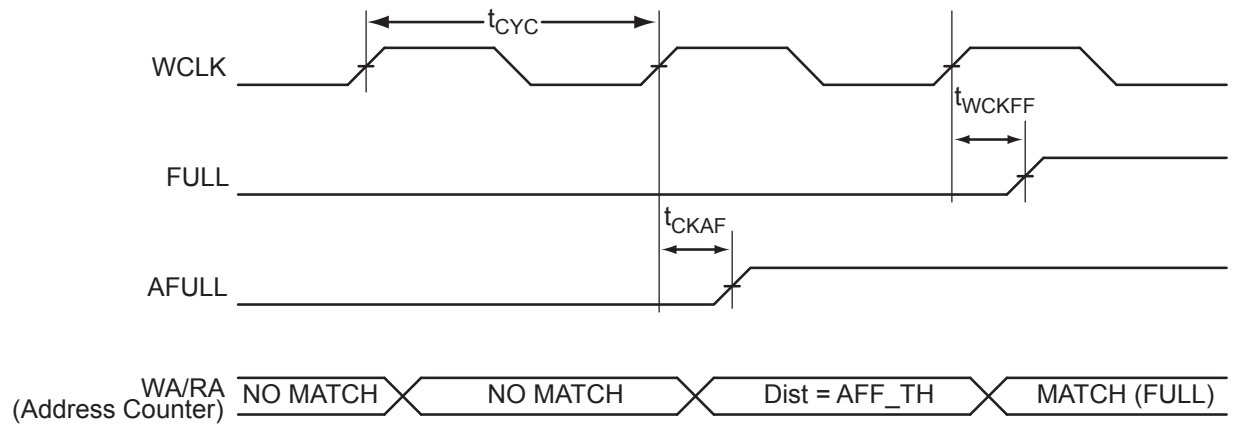 tCYC
WCLK
tWCKFF
FULL
tCKAF
AFULL
WA/RA
(Address Counter)
NO MATCH
NO MATCH
Dist = AFF_TH
MATCH (FULL)